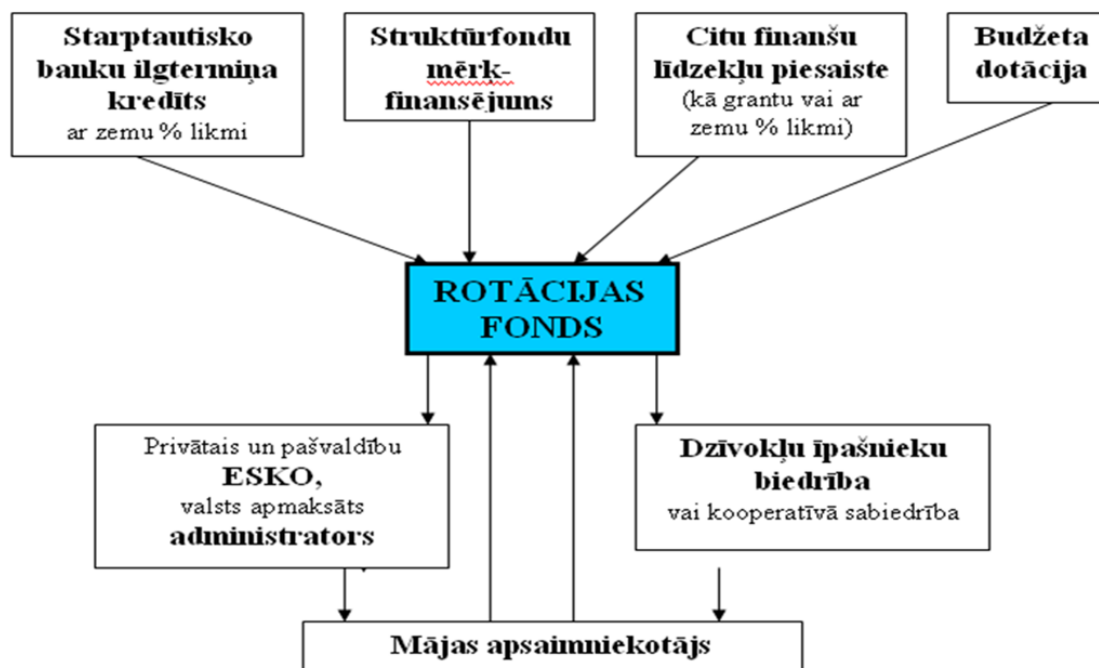 Starptautisko
banku ilgtermiņa
kredīts
ar zemu % likmi
Struktūrfondu
mērķ-
finansējums
Citu finanšu
līdzekļu piesaiste
(kā grantu vai ar
zemu % likmi)
Budžeta
dotācija
ROTĀCIJAS
FONDS
Privātais un pašvaldību
ESKO,
valsts apmaksāts
administrators
Dzīvokļu īpašnieku
biedrība
vai kooperatīvā sabiedrība
Mājas apsaimniekotājs